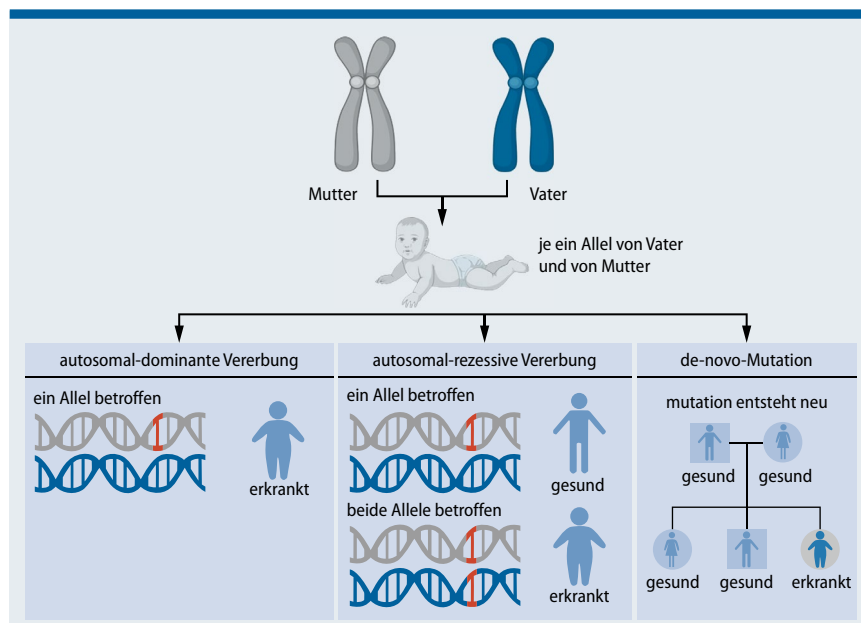 Mutter
Vater
je ein Allel von Vater
und von Mutter
autosomal-dominante Vererbung
ein Allel betroffen
erkrankt
autosomal-rezessive Vererbung
ein Allel betroffen
gesund
beide Allele betroffen
erkrankt
de-novo-Mutation
mutation entsteht neu
gesund
gesund
gesund
gesund
erkrankt